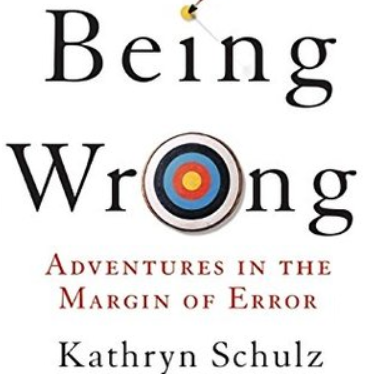 Being
Wrong
ADVENTURES IN THE
MARGIN OF ERROR
Kathryn Schulz